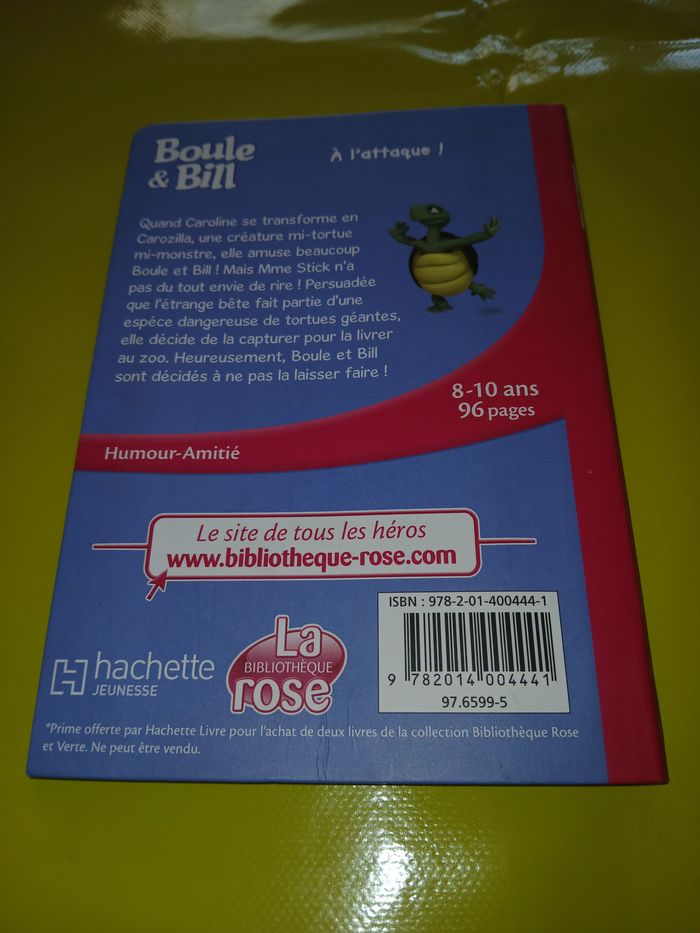 Boule
& Bill
À l'attaque !
Quand Caroline se transforme en
Carozilla, une créature mi-tortue
mi-monstre, elle amuse beaucoup
Boule et Bill ! Mais Mme Stick n'a
pas du tout envie de rire ! Persuadée
que l'étrange bête fait partie d'une
espèce dangereuse de tortues géantes,
elle décide de la capturer pour la livrer
au zoo. Heureusement, Boule et Bill
sont décidés à ne pas la laisser faire !
8-10 ans
96 pages
Humour-Amitié
Le site de tous les héros
www.bibliotheque-rose.com
ISBN : 978-2-01-400444-1
9 782014 004441
97.6599-5
hachette
JEUNESSE
La
BIBLIOTHÈQUE
rose
*Prime offerte par Hachette Livre pour l'achat de deux livres de la collection Bibliothèque Rose
et Verte. Ne peut être vendu.